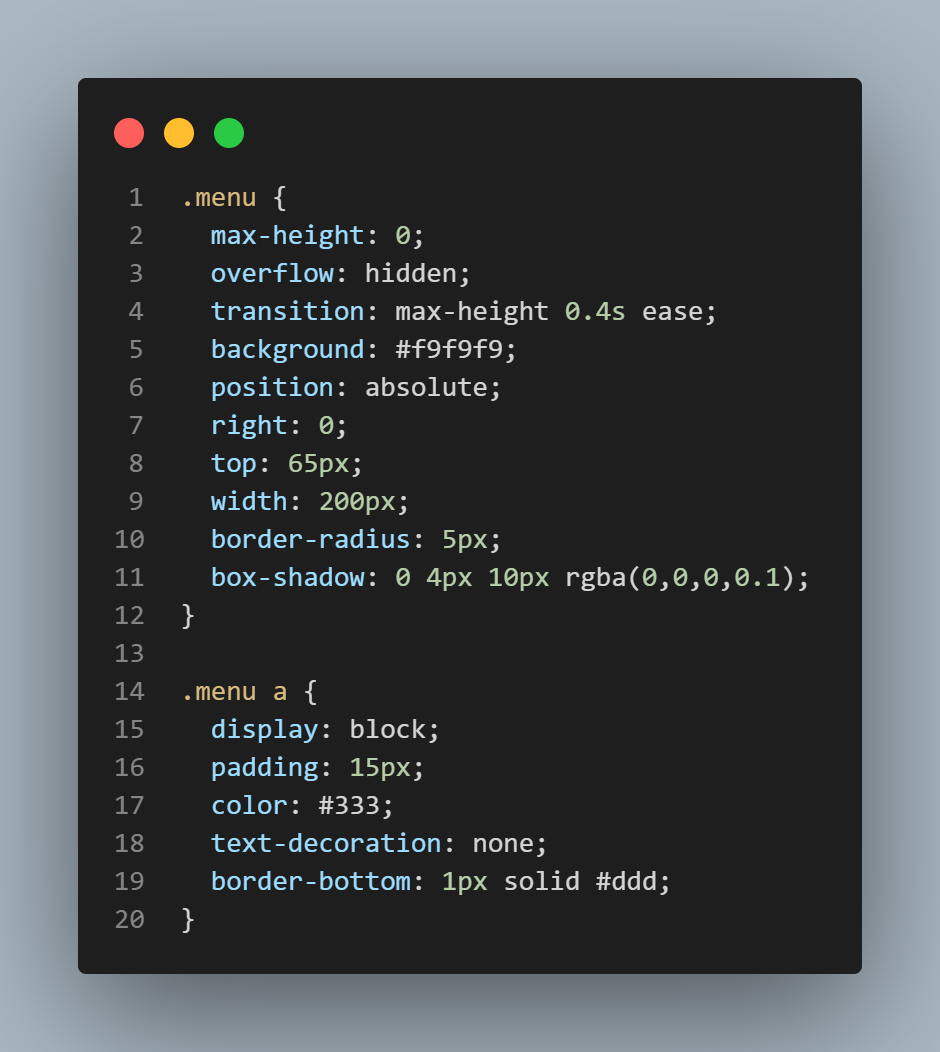 1 .menu {
2   max-height: 0;
3   overflow: hidden;
4   transition: max-height 0.4s ease;
5   background: #f9f9f9;
6   position: absolute;
7   right: 0;
8   top: 65px;
9   width: 200px;
10   border-radius: 5px;
11   box-shadow: 0 4px 10px rgba(0,0,0,0.1);
12 }
13
14 .menu a {
15   display: block;
16   padding: 15px;
17   color: #333;
18   text-decoration: none;
19   border-bottom: 1px solid #ddd;
20 }